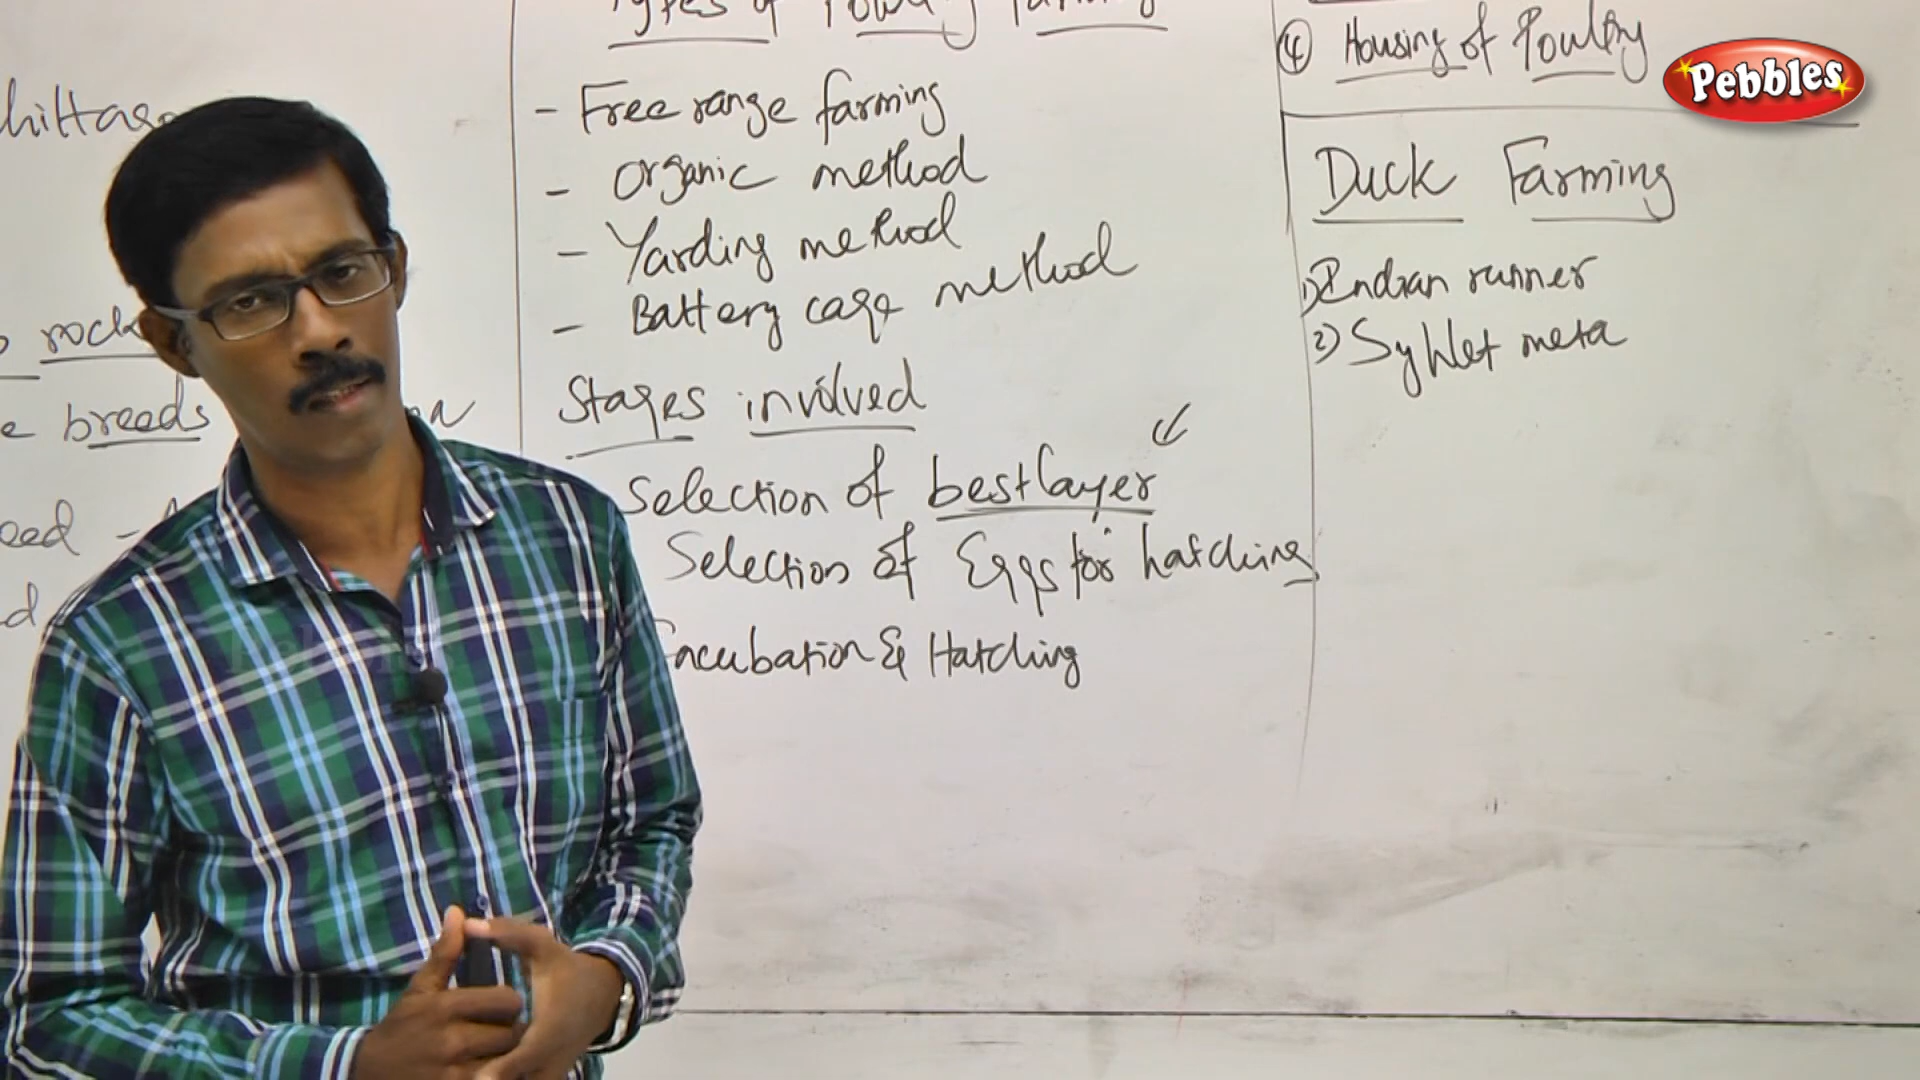 Types of Poultry Farming
- Free range farming
- Organic method
- Yarding method
- Battery cage method
Stages involved
Selection of best layer
Selection of Eggs for hatching
Incubation & Hatching
④ Housing of Poultry
Duck Farming
1) Indian runner
2) Sylhlet meta
rock
breeds
Pebbles